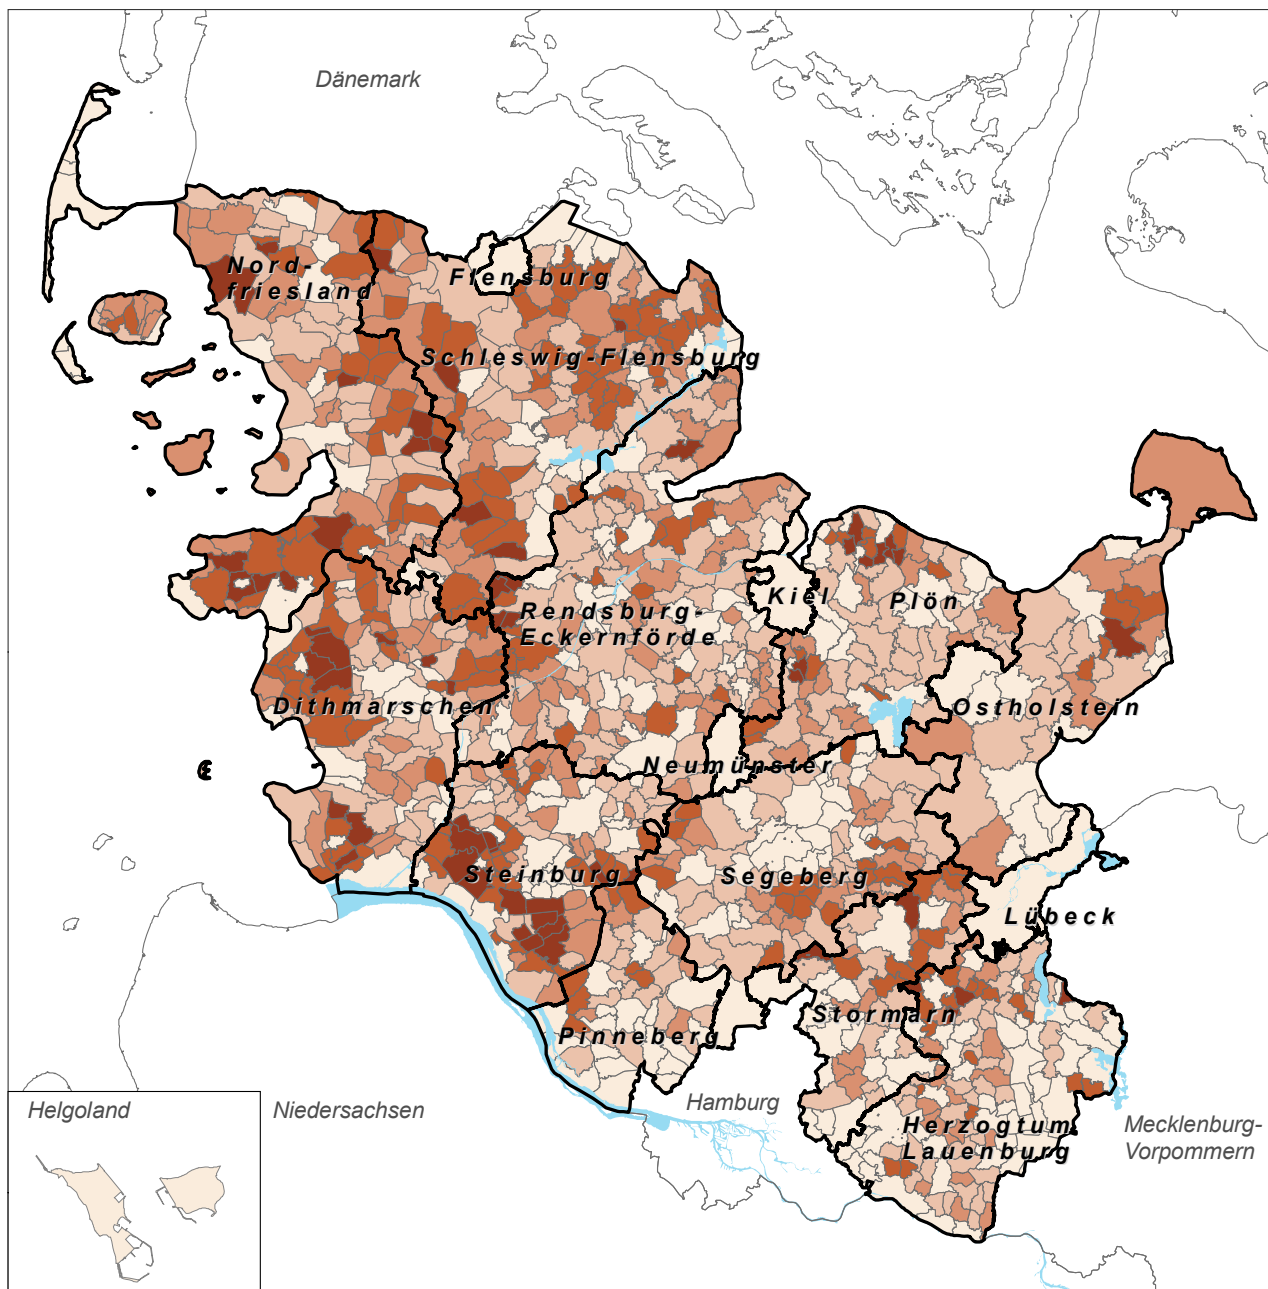 Dänemark
Nord-
friesland
Flensburg
Schleswig-Flensburg
Kiel
Plön
Rendsburg-
Eckernförde
Dithmarschen
Ostholstein
Neumünster
Steinburg
Segeberg
Lübeck
Stormarn
Pinneberg
Helgoland
Niedersachsen
Hamburg
Herzogtum
Lauenburg
Mecklenburg-
Vorpommern